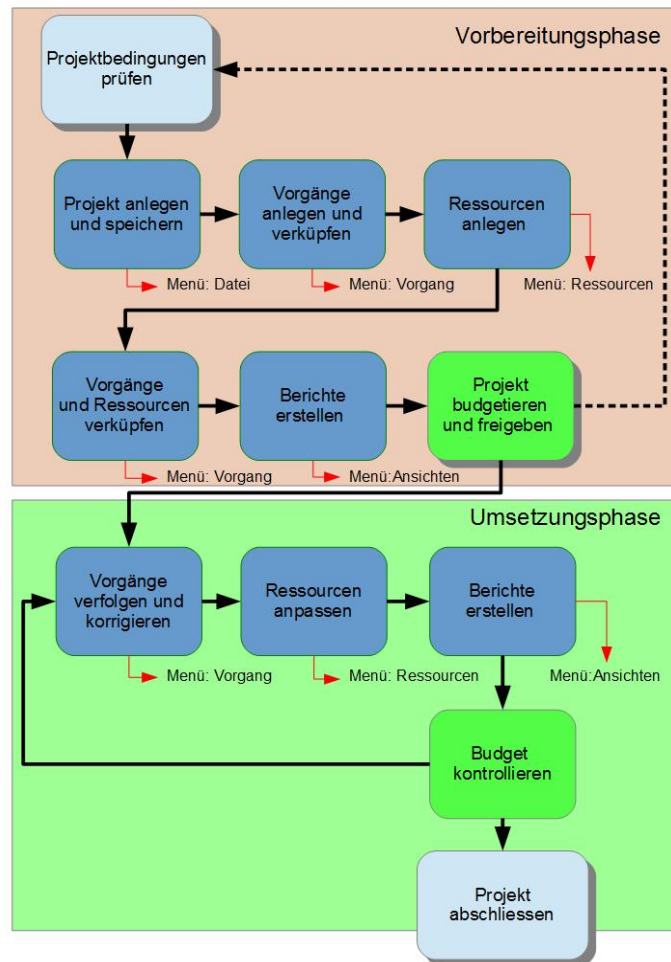 Vorbereitungsphase
Projektbedingungen
prüfen
Projekt anlegen
und speichern
Vorgänge
anlegen und
verküpfen
Ressourcen
anlegen
Menü: Datei
Menü: Vorgang
Menü: Ressourcen
Vorgänge
und Ressourcen
verküpfen
Berichte
erstellen
Projekt
budgetieren
und freigeben
Menü: Vorgang
Menü:Ansichten
Umsetzungsphase
Vorgänge
verfolgen und
korrigieren
Ressourcen
anpassen
Berichte
erstellen
Menü: Vorgang
Menü: Ressourcen
Menü:Ansichten
Budget
kontrollieren
Projekt
abschliessen